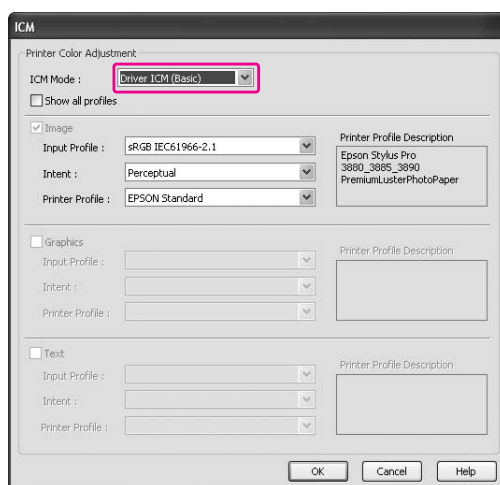 ICM
Printer Color Adjustment
ICM Mode : Driver ICM (Basic)
Show all profiles
Image
Input Profile : sRGB IEC61966-2.1
Intent : Perceptual
Printer Profile : EPSON Standard
Printer Profile Description
Epson Stylus Pro
3880_3885_3890
PremiumLusterPhotoPaper
Graphics
Input Profile :
Intent :
Printer Profile :
Printer Profile Description
Text
Input Profile :
Intent :
Printer Profile :
Printer Profile Description
OK Cancel Help